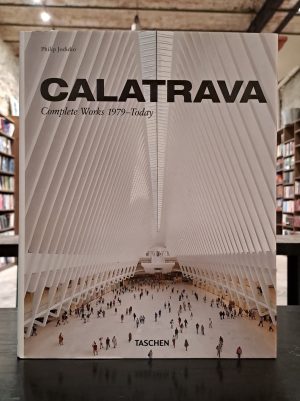 Philip Jodidio
CALATRAVA
Complete Works 1979–Today
TASCHEN